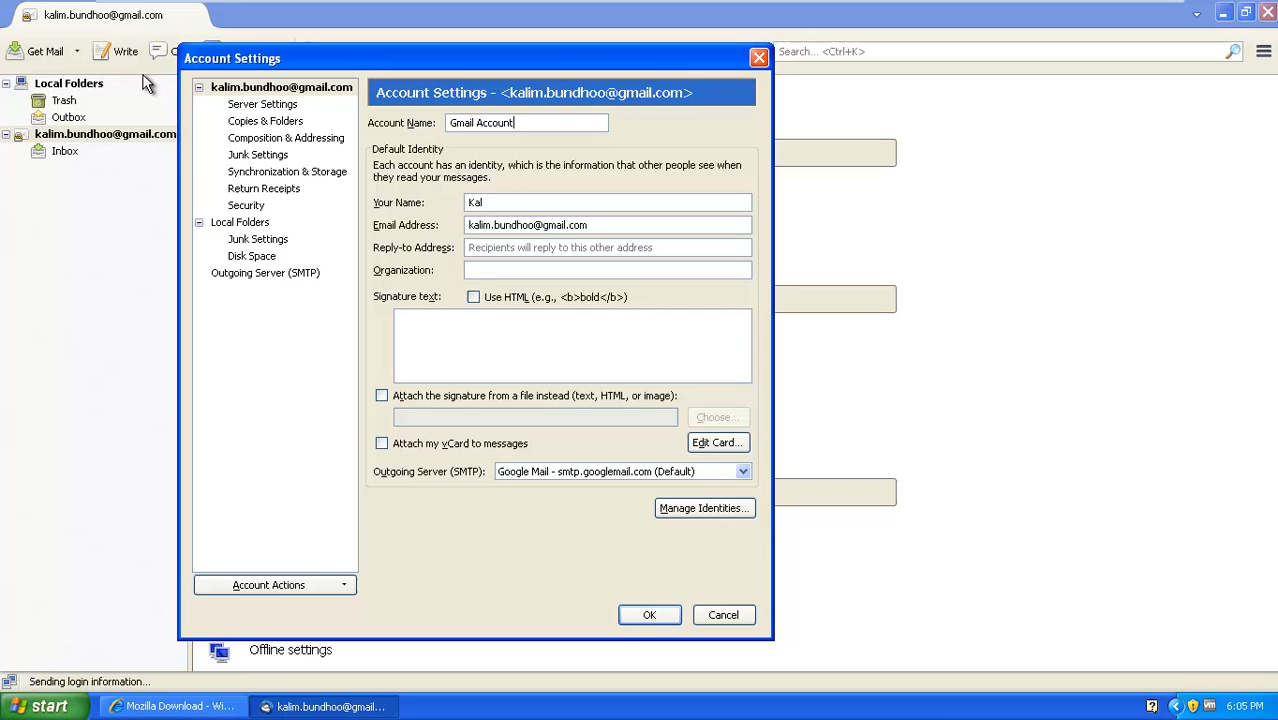 kalim.bundhoo@gmail.com
Get Mail
Write
C
Search... <Ctrl+K>
Local Folders
Trash
Outbox
kalim.bundhoo@gmail.com
Inbox
Account Settings
kalim.bundhoo@gmail.com
Server Settings
Copies & Folders
Composition & Addressing
Junk Settings
Synchronization & Storage
Return Receipts
Security
Local Folders
Junk Settings
Disk Space
Outgoing Server (SMTP)
Account Actions
Account Settings - <kalim.bundhoo@gmail.com>
Account Name: Gmail Account
Default Identity
Each account has an identity, which is the information that other people see when
they read your messages.
Your Name: Kal
Email Address: kalim.bundhoo@gmail.com
Reply-to Address: Recipients will reply to this other address
Organization:
Signature text: Use HTML (e.g., <b>bold</b>)
Attach the signature from a file instead (text, HTML, or image):
Choose...
Attach my vCard to messages
Edit Card...
Outgoing Server (SMTP): Google Mail - smtp.googlemail.com (Default)
Manage Identities...
OK Cancel
Offline settings
Sending login information...
start
Mozilla Download - Wi...
kalim.bundhoo@gmail...
6:05 PM